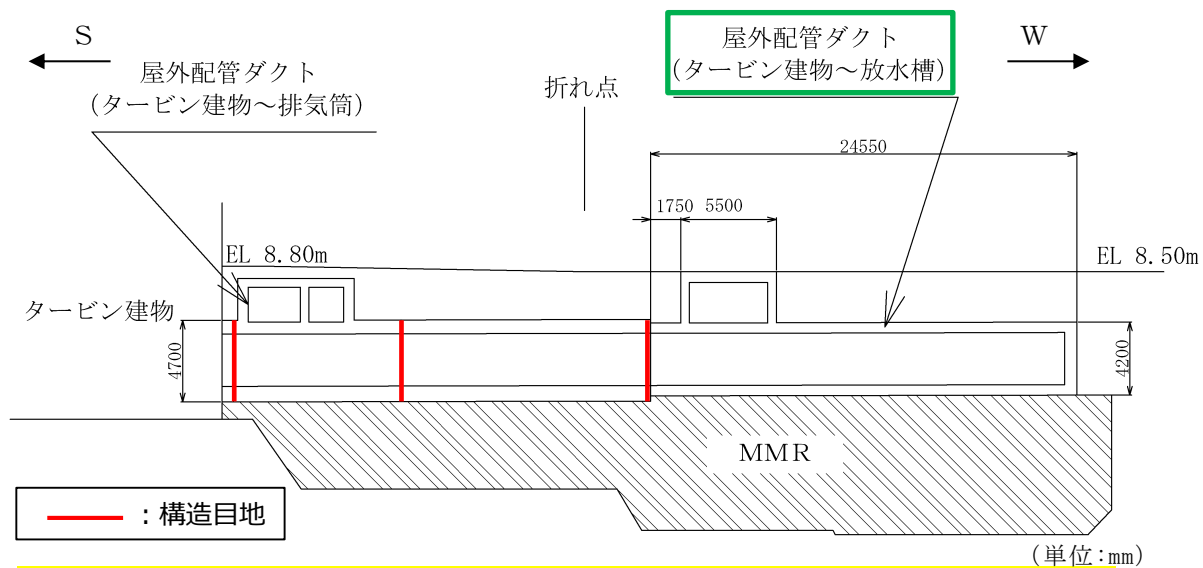 S
屋外配管ダクト
(タービン建物～排気筒)
折れ点
屋外配管ダクト
(タービン建物～放水槽)
W
24550
1750
5500
EL 8.80m
EL 8.50m
タービン建物
4700
4200
MMR
：構造目地
(単位:mm)